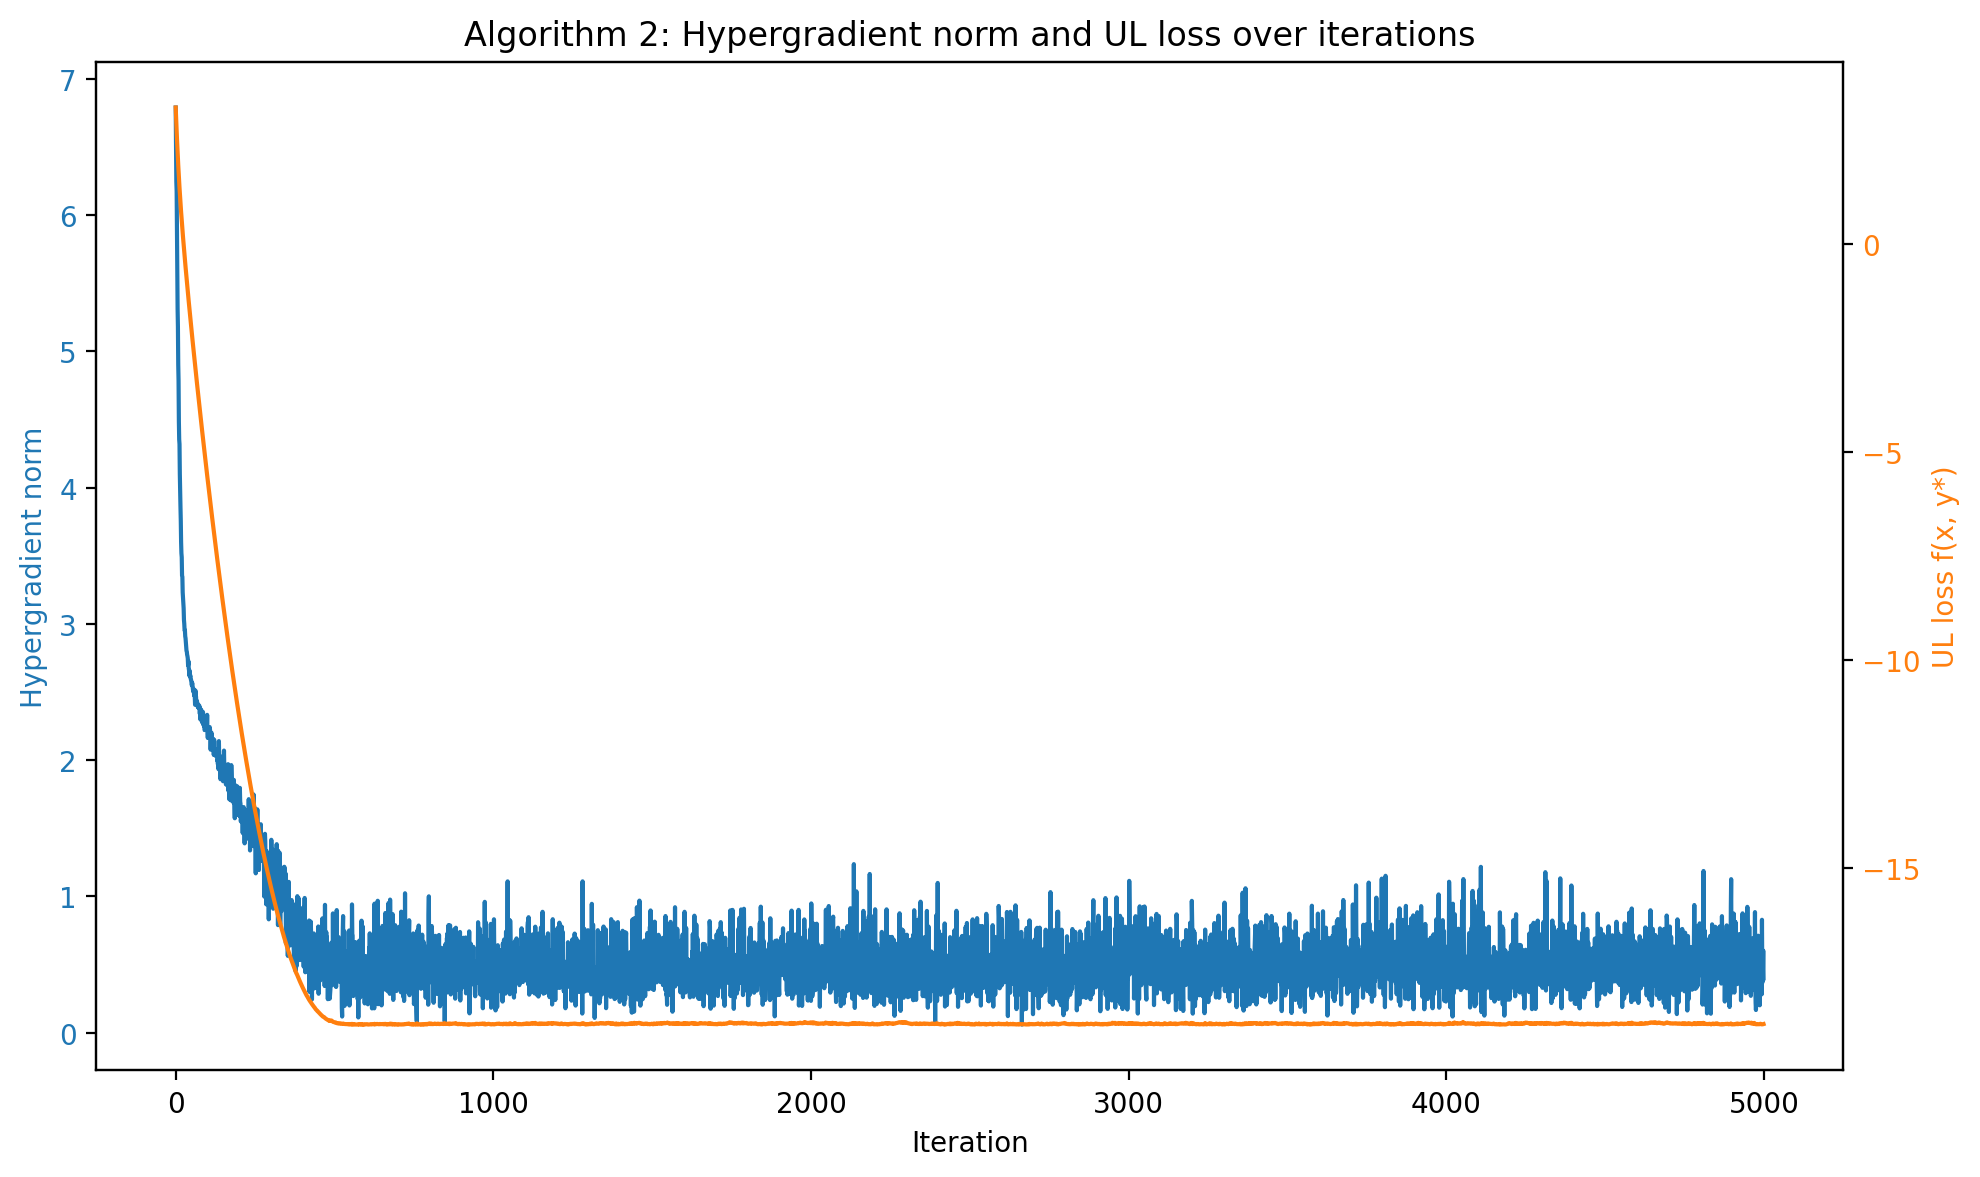 Algorithm 2: Hypergradient norm and UL loss over iterations
Hypergradient norm
7
6
5
4
3
2
1
0
0
−5
−10
−15
UL loss f(x, y*)
0 1000 2000 3000 4000 5000
Iteration